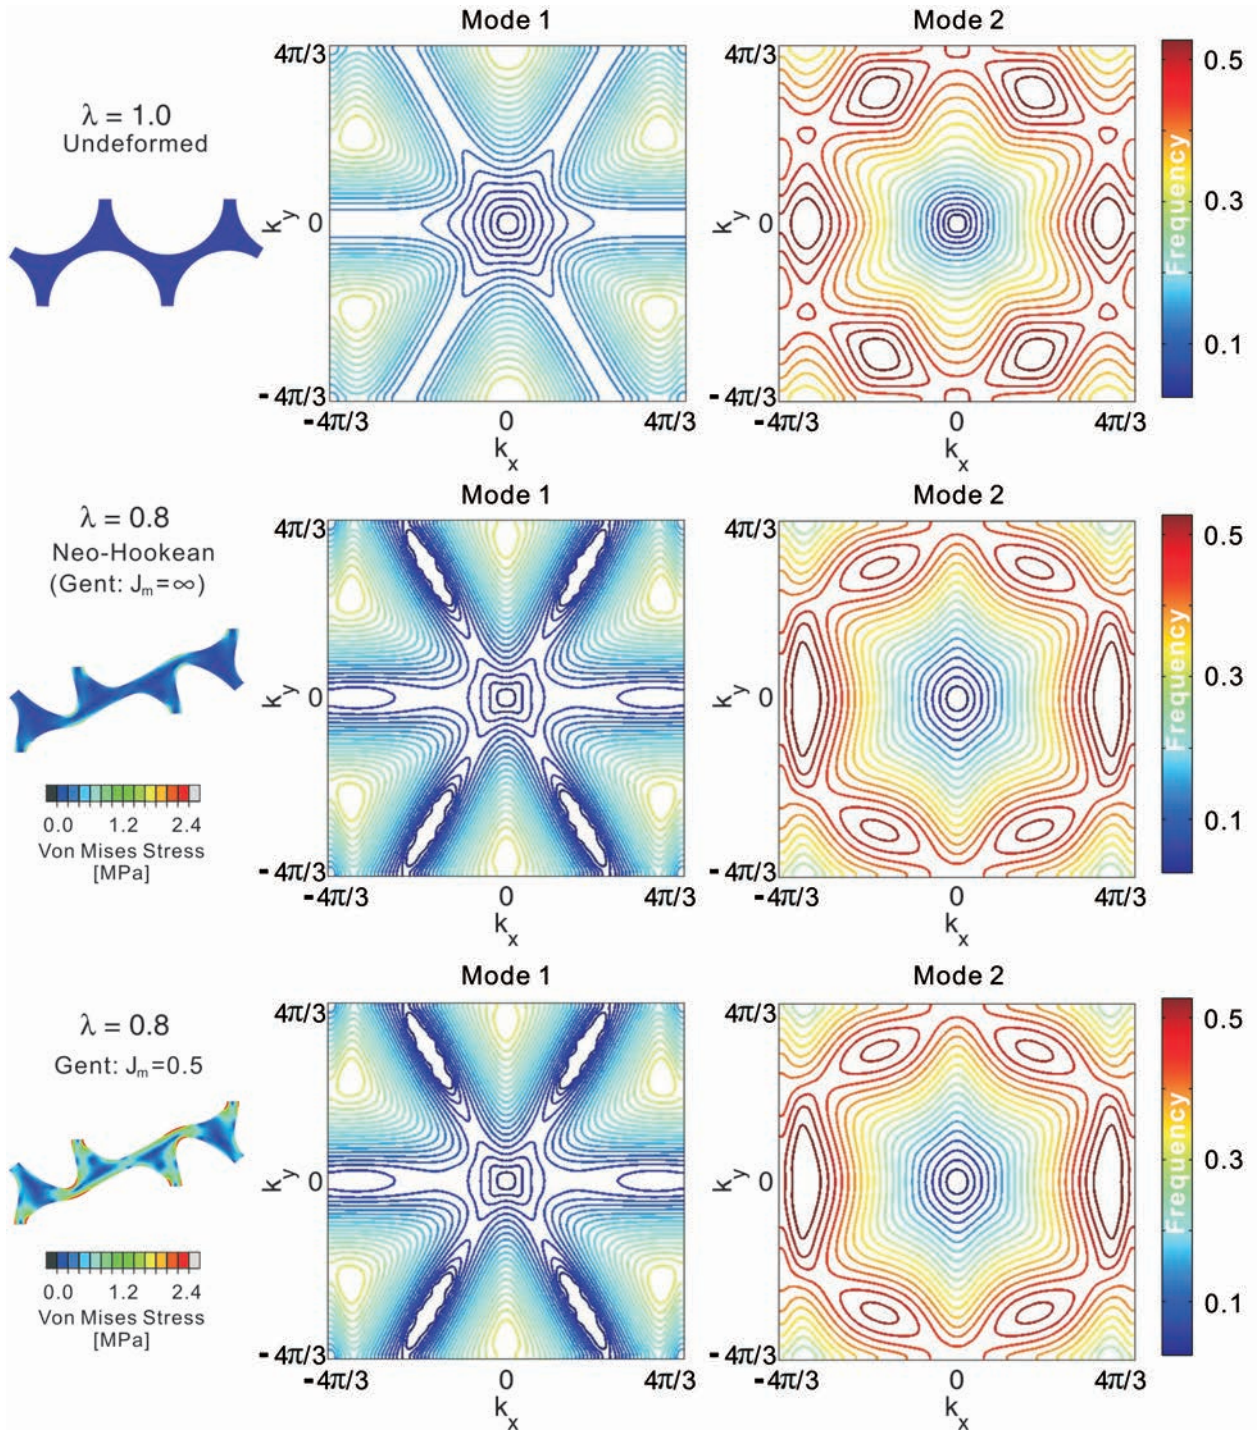 Mode 1
Mode 2
4π/3
4π/3
0.5
λ = 1.0
Undeformed
k_y 0
k_y 0
Frequency
0.3
0.1
-4π/3
-4π/3
-4π/3 0 4π/3
-4π/3 0 4π/3
k_x
k_x
Mode 1
Mode 2
4π/3
4π/3
0.5
λ = 0.8
Neo-Hookean
(Gent: J_m=∞)
k_y 0
k_y 0
Frequency
0.3
0.1
0.0 1.2 2.4
Von Mises Stress
[MPa]
-4π/3
-4π/3
-4π/3 0 4π/3
-4π/3 0 4π/3
k_x
k_x
Mode 1
Mode 2
4π/3
4π/3
0.5
λ = 0.8
Gent: J_m=0.5
k_y 0
k_y 0
Frequency
0.3
0.1
0.0 1.2 2.4
Von Mises Stress
[MPa]
-4π/3
-4π/3
-4π/3 0 4π/3
-4π/3 0 4π/3
k_x
k_x